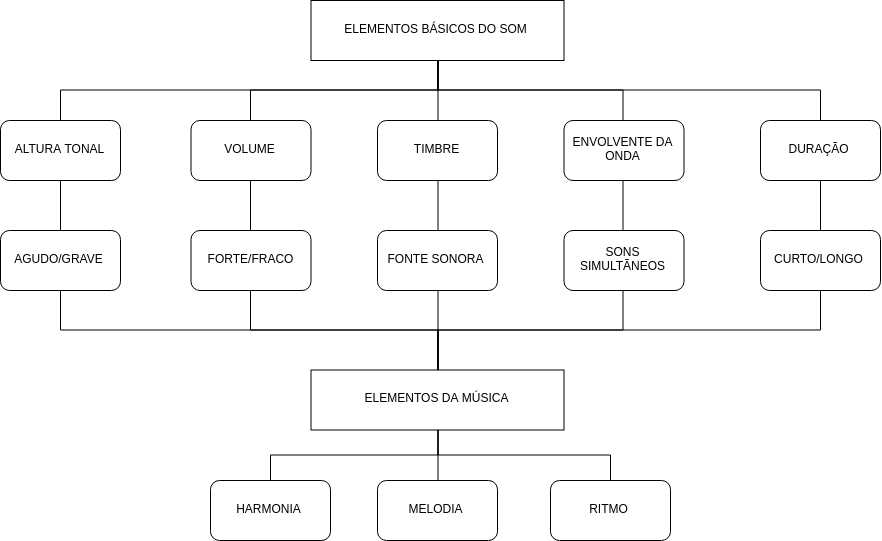 ELEMENTOS BÁSICOS DO SOM
ALTURA TONAL
VOLUME
TIMBRE
ENVOLVENTE DA
ONDA
DURAÇÃO
AGUDO/GRAVE
FORTE/FRACO
FONTE SONORA
SONS
SIMULTÃNEOS
CURTO/LONGO
ELEMENTOS DA MÚSICA
HARMONIA
MELODIA
RITMO